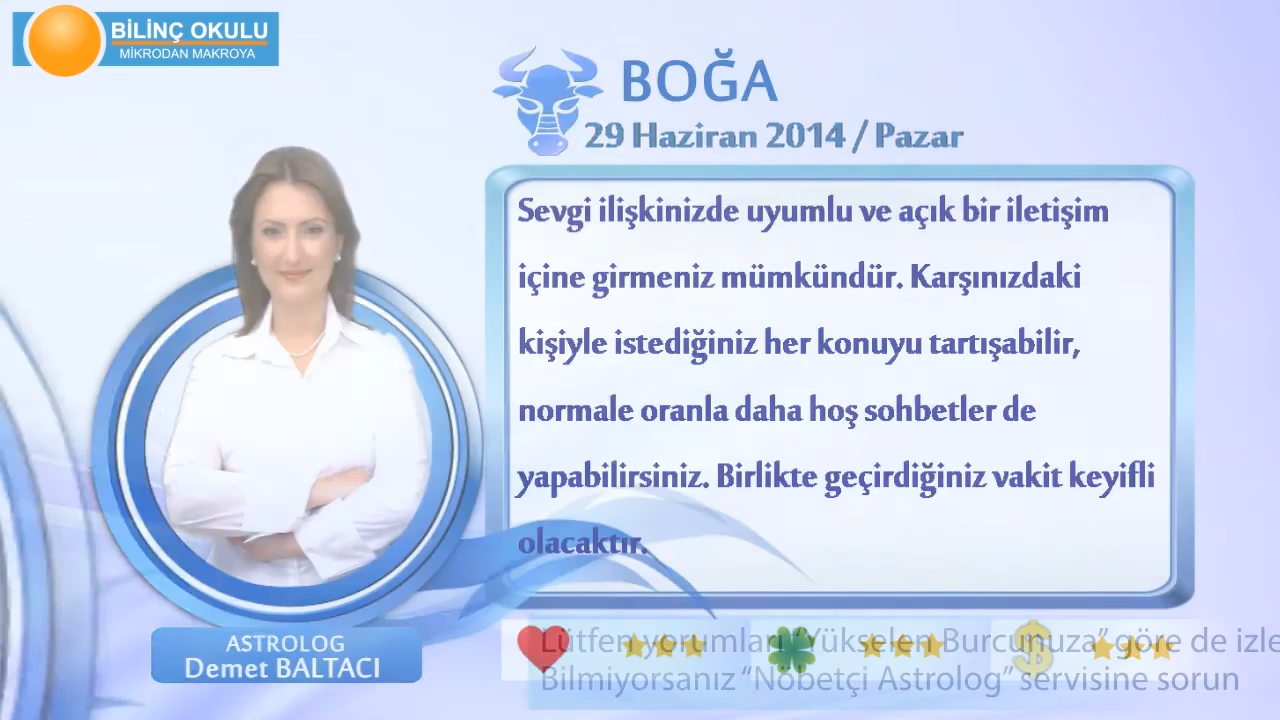 BİLİNÇ OKULU
MİKRODAN MAKROYA
BOĞA
29 Haziran 2014 / Pazar
Sevgi ilişkinizde uyumlu ve açık bir iletişim
içine girmeniz mümkündür. Karşınızdaki
kişiyle istediğiniz her konuyu tartışabilir,
normale oranla daha hoş sohbetler de
yapabilirsiniz. Birlikte geçirdiğiniz vakit keyifli
olacaktır.
ASTROLOG
Demet BALTACI
Lütfen yorumları "Yükselen Burcunuza" göre de izle
Bilmiyorsanız "Nöbetçi Astrolog" servisine sorun